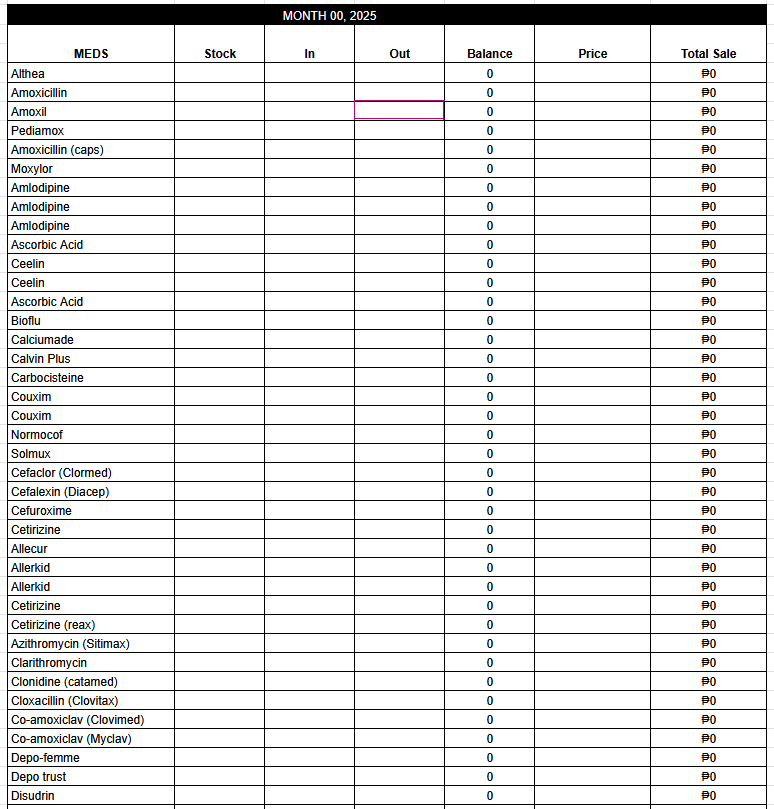 MONTH 00, 2025
MEDS Stock In Out Balance Price Total Sale
Althea 0 ₱0
Amoxicillin 0 ₱0
Amoxil 0 ₱0
Pediamox 0 ₱0
Amoxicillin (caps) 0 ₱0
Moxylor 0 ₱0
Amlodipine 0 ₱0
Amlodipine 0 ₱0
Amlodipine 0 ₱0
Ascorbic Acid 0 ₱0
Ceelin 0 ₱0
Ceelin 0 ₱0
Ascorbic Acid 0 ₱0
Bioflu 0 ₱0
Calciumade 0 ₱0
Calvin Plus 0 ₱0
Carbocisteine 0 ₱0
Couxim 0 ₱0
Couxim 0 ₱0
Normocof 0 ₱0
Solmux 0 ₱0
Cefaclor (Clormed) 0 ₱0
Cefalexin (Diacep) 0 ₱0
Cefuroxime 0 ₱0
Cetirizine 0 ₱0
Allecur 0 ₱0
Allerkid 0 ₱0
Allerkid 0 ₱0
Cetirizine 0 ₱0
Cetirizine (reax) 0 ₱0
Azithromycin (Sitimax) 0 ₱0
Clarithromycin 0 ₱0
Clonidine (catamed) 0 ₱0
Cloxacillin (Clovitax) 0 ₱0
Co-amoxiclav (Clovimed) 0 ₱0
Co-amoxiclav (Myclav) 0 ₱0
Depo-femme 0 ₱0
Depo trust 0 ₱0
Disudrin 0 ₱0